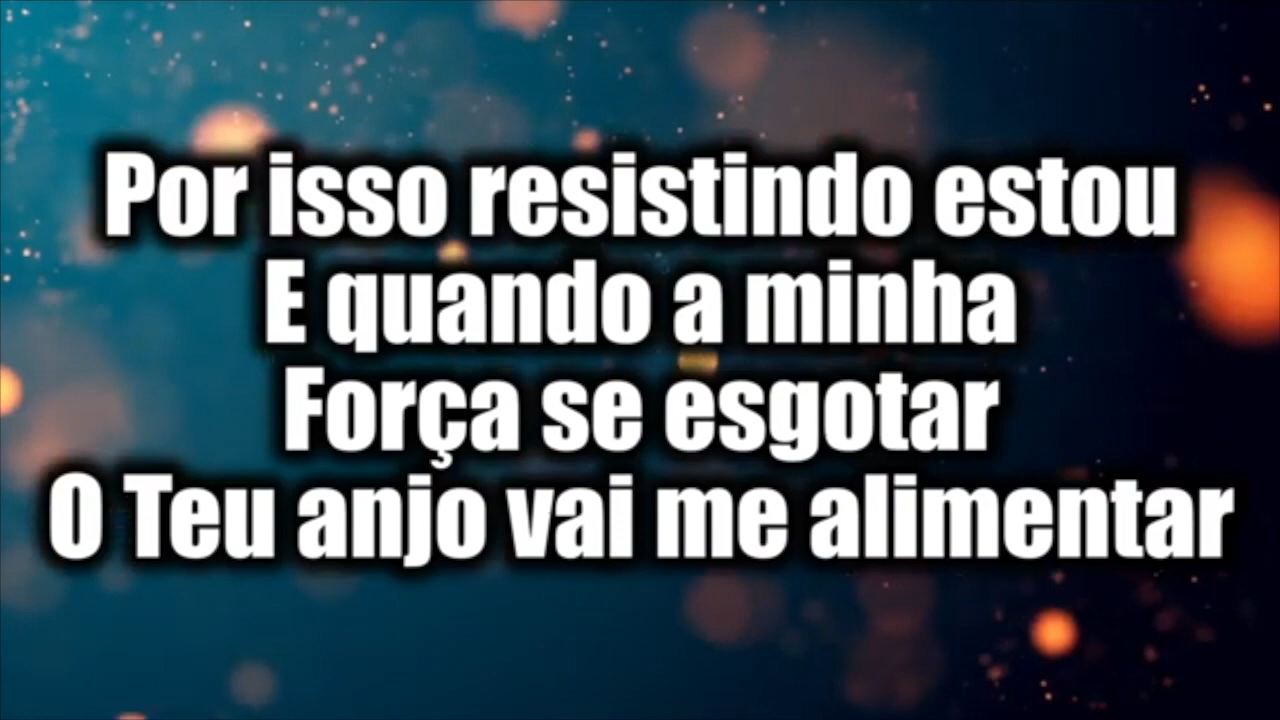 Por isso resistindo estou
E quando a minha
Força se esgotar
O Teu anjo vai me alimentar